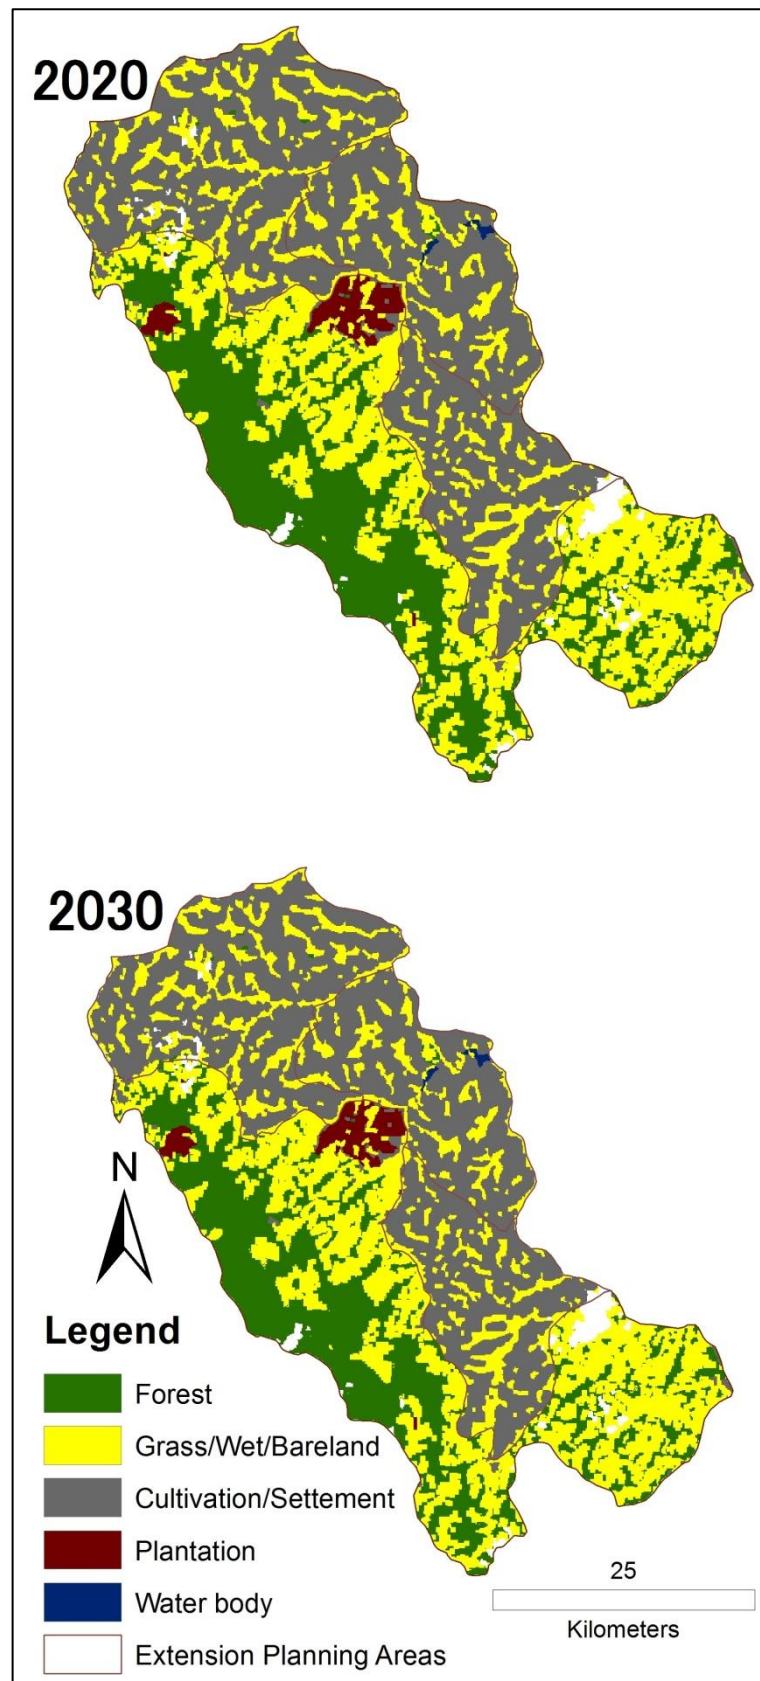 2020
2030
N
Legend
Forest
Grass/Wet/Bareland
Cultivation/Settement
Plantation
Water body
Extension Planning Areas
25
Kilometers